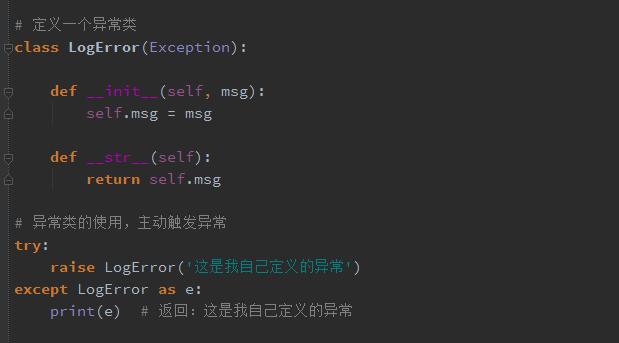 # 定义一个异常类
class LogError(Exception):
    def __init__(self, msg):
        self.msg = msg
    def __str__(self):
        return self.msg
# 异常类的使用，主动触发异常
try:
    raise LogError('这是我自己定义的异常')
except LogError as e:
    print(e)  # 返回：这是我自己定义的异常